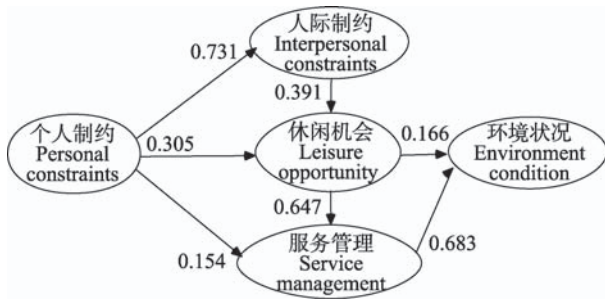 人际制约
Interpersonal
constraints
0.731
0.391
个人制约
Personal
constraints
0.305
休闲机会
Leisure
opportunity
0.166
环境状况
Environment
condition
0.647
0.154
服务管理
Service
management
0.683